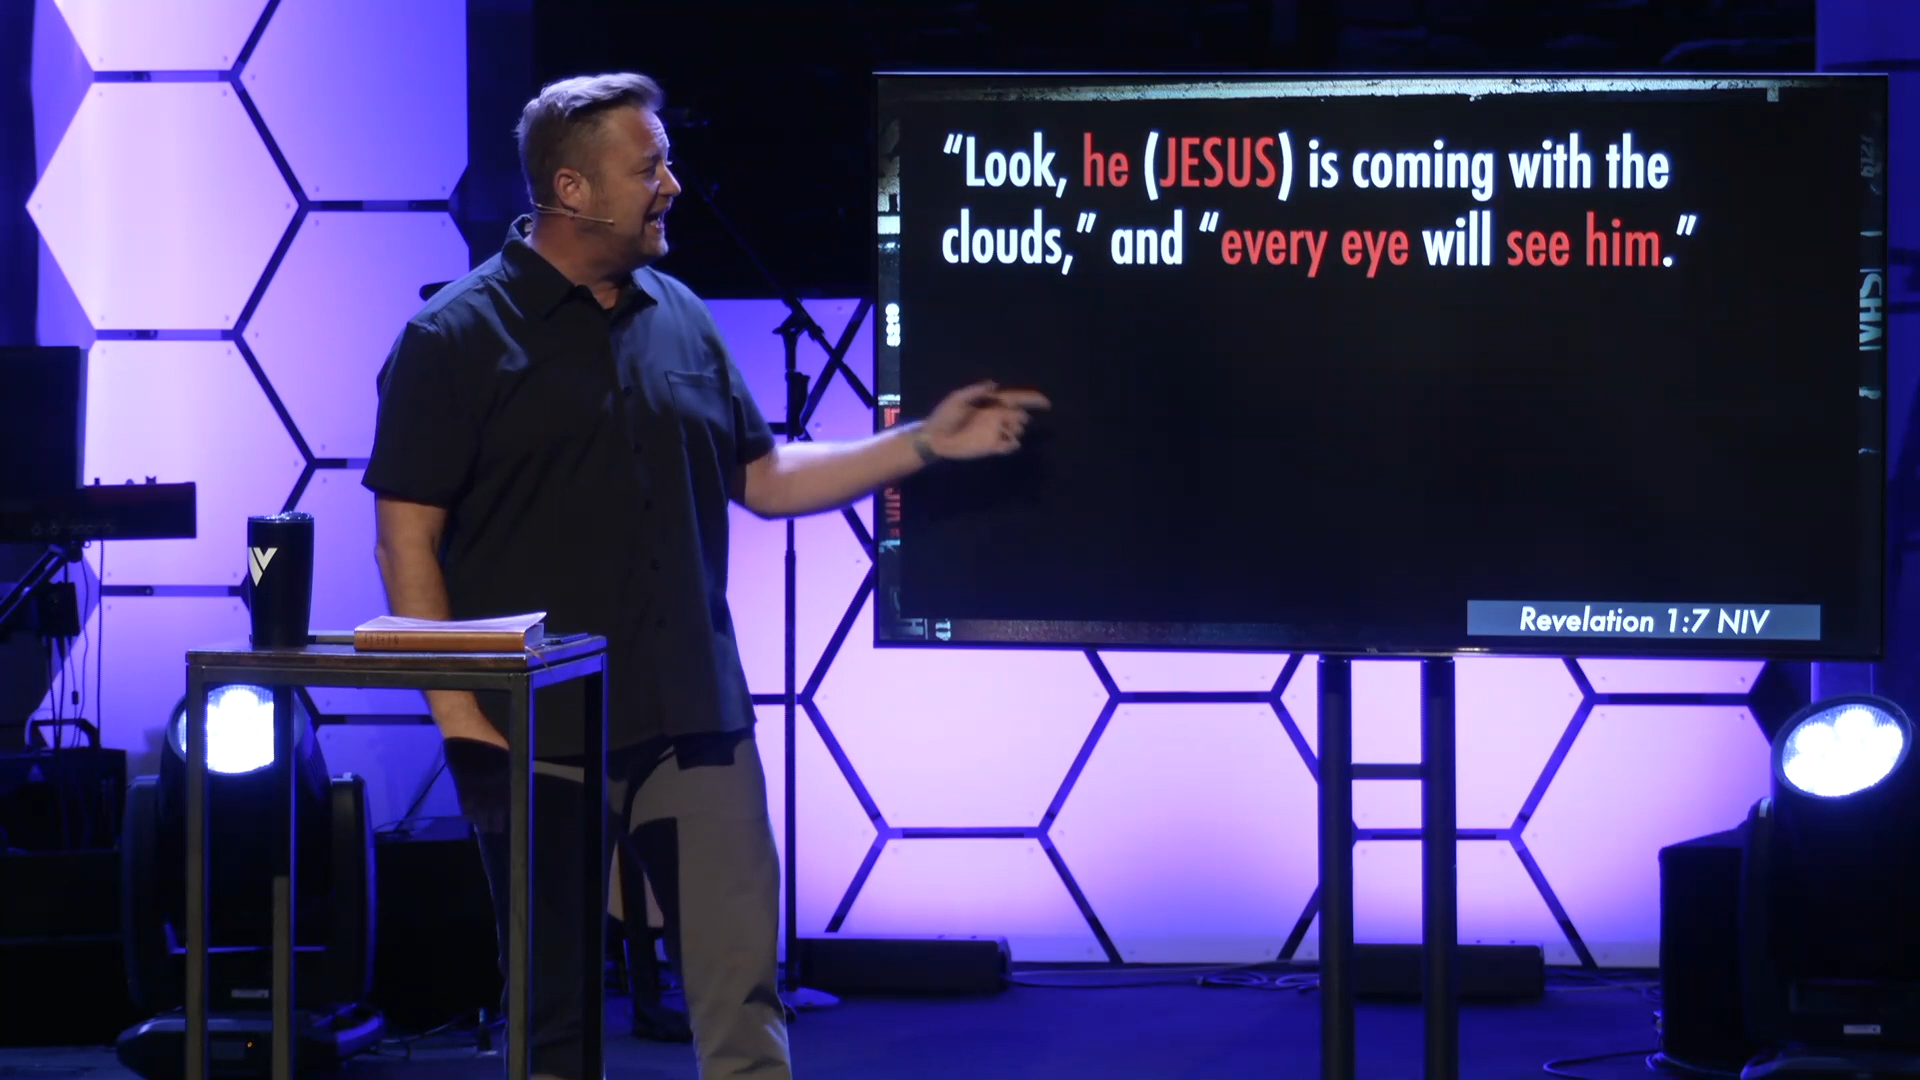 “Look, he (JESUS) is coming with the
clouds,” and “every eye will see him.”
Revelation 1:7 NIV